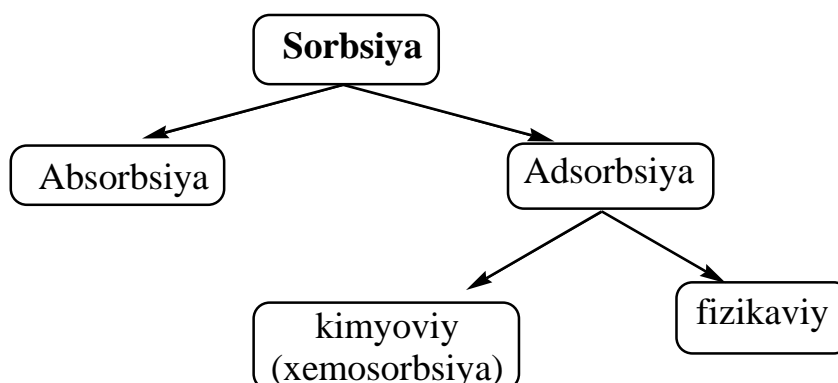 Sorbsiya
Absorbsiya
Adsorbsiya
kimyoviy
(xemosorbsiya)
fizikaviy